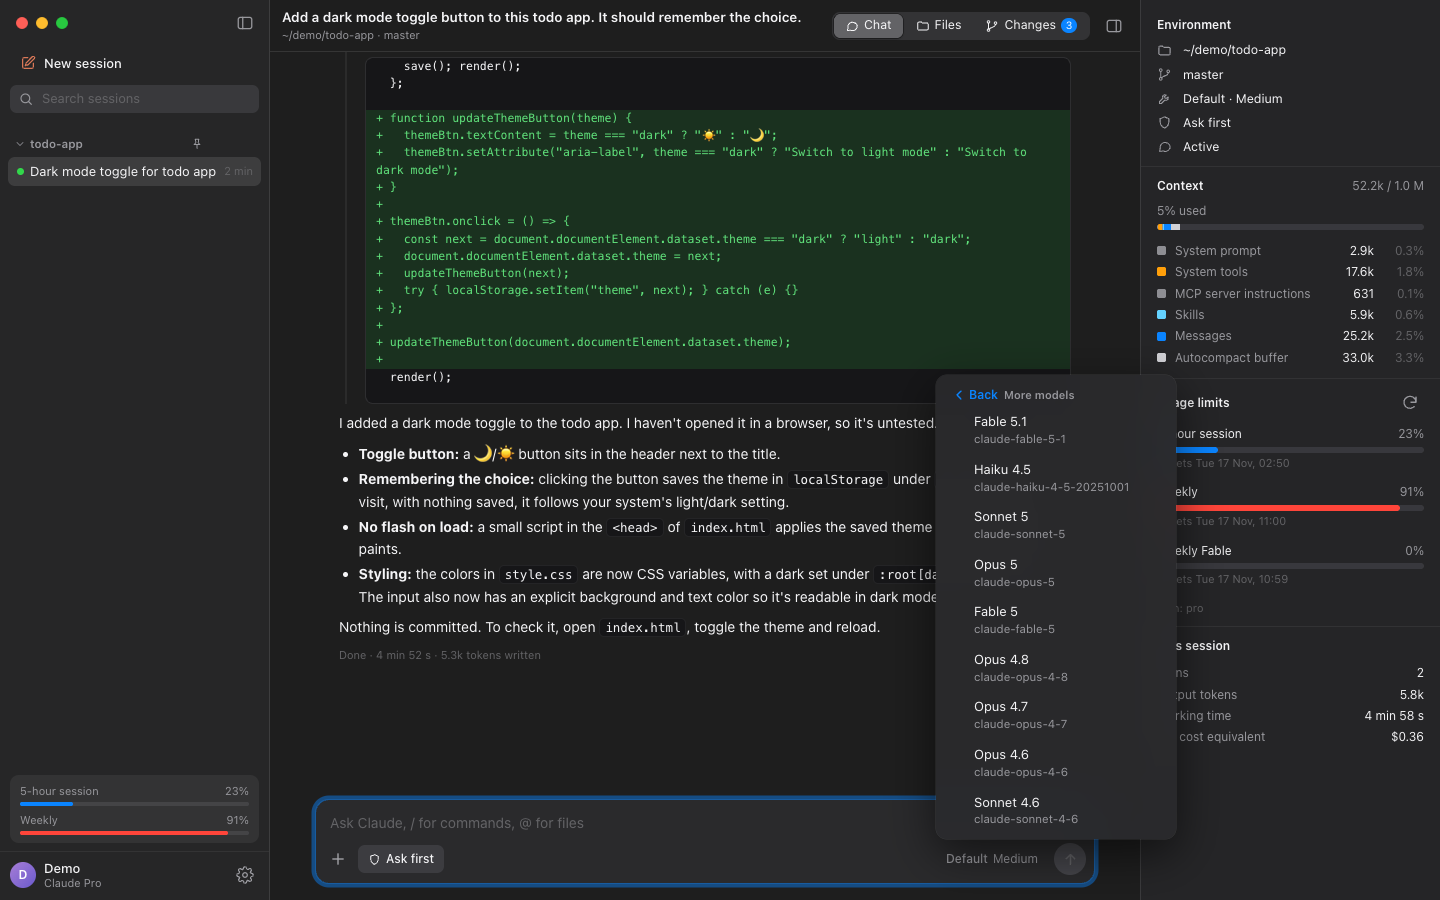 New session
Search sessions
todo-app
Dark mode toggle for todo app 2 min
5-hour session 23%
Weekly 91%
D
Demo
Claude Pro
Add a dark mode toggle button to this todo app. It should remember the choice.
~/demo/todo-app · master
Chat
Files
Changes 3
save(); render();
};
+ function updateThemeButton(theme) {
+   themeBtn.textContent = theme === "dark" ? "☀️" : "🌙";
+   themeBtn.setAttribute("aria-label", theme === "dark" ? "Switch to light mode" : "Switch to
dark mode");
+ }
+
+ themeBtn.onclick = () => {
+   const next = document.documentElement.dataset.theme === "dark" ? "light" : "dark";
+   document.documentElement.dataset.theme = next;
+   updateThemeButton(next);
+   try { localStorage.setItem("theme", next); } catch (e) {}
+ };
+
+ updateThemeButton(document.documentElement.dataset.theme);
+
render();
I added a dark mode toggle to the todo app. I haven't opened it in a browser, so it's untested.
• Toggle button: a 🌙/☀️ button sits in the header next to the title.
• Remembering the choice: clicking the button saves the theme in localStorage under
visit, with nothing saved, it follows your system's light/dark setting.
• No flash on load: a small script in the <head> of index.html applies the saved theme
paints.
• Styling: the colors in style.css are now CSS variables, with a dark set under :root[da
The input also now has an explicit background and text color so it's readable in dark mode
Nothing is committed. To check it, open index.html, toggle the theme and reload.
Done · 4 min 52 s · 5.3k tokens written
Ask Claude, / for commands, @ for files
Ask first
Default Medium
Back More models
Fable 5.1
claude-fable-5-1
Haiku 4.5
claude-haiku-4-5-20251001
Sonnet 5
claude-sonnet-5
Opus 5
claude-opus-5
Fable 5
claude-fable-5
Opus 4.8
claude-opus-4-8
Opus 4.7
claude-opus-4-7
Opus 4.6
claude-opus-4-6
Sonnet 4.6
claude-sonnet-4-6
Environment
~/demo/todo-app
master
Default · Medium
Ask first
Active
Context 52.2k / 1.0 M
5% used
System prompt 2.9k 0.3%
System tools 17.6k 1.8%
MCP server instructions 631 0.1%
Skills 5.9k 0.6%
Messages 25.2k 2.5%
Autocompact buffer 33.0k 3.3%
age limits
hour session 23%
ets Tue 17 Nov, 02:50
ekly 91%
ets Tue 17 Nov, 11:00
ekly Fable 0%
ets Tue 17 Nov, 10:59
n: pro
s session
ns 2
tput tokens 5.8k
rking time 4 min 58 s
cost equivalent $0.36